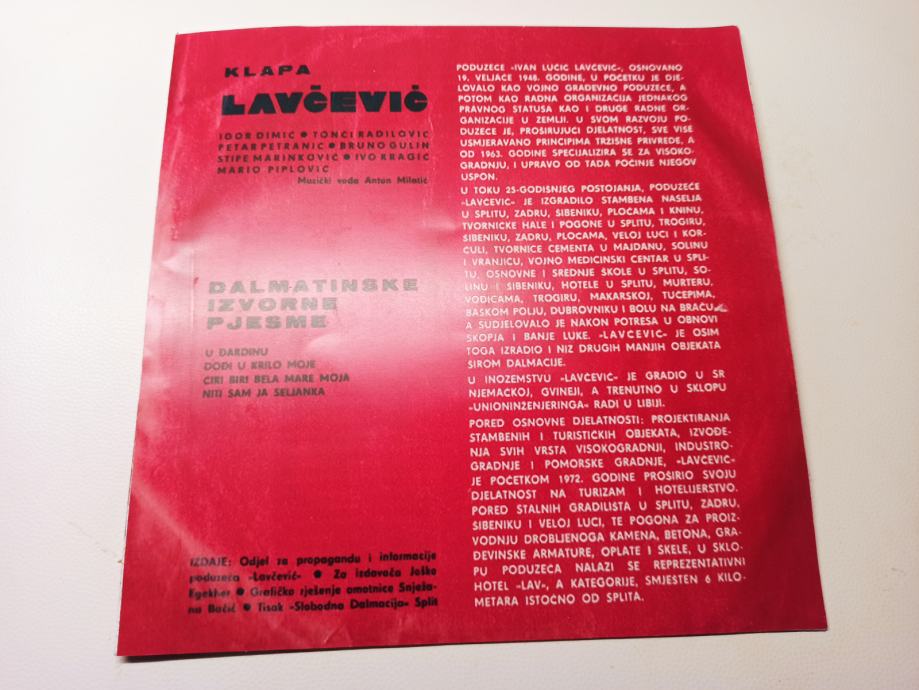 KLAPA
LAVČEVIĆ
IGOR DIMIĆ • TONĆI RADILOVIĆ
PETAR PETRANIĆ • BRUNO GULIN
STIPE MARINKOVIĆ • IVO KRAGIĆ
MARIO PIPLOVIĆ
Muzički vođa Anton Miletić
DALMATINSKE
IZVORNE
PJESME
U ĐARDINU
DOĐI U KRILO MOJE
ĆIRI BIRI BELA MARE MOJA
NITI SAM JA SELJANKA
IZDAJE: Odjel za propagandu i informacije
poduzeća »Lavčević« • Za izdavača Joško
Egekher • Grafičko rješenje omotnice Snježa-
na Bačić • Tisak »Slobodna Dalmacija« Split
PODUZEĆE »IVAN LUČIĆ LAVČEVIĆ«, OSNOVANO
19. VELJAČE 1948. GODINE, U POČETKU JE DJE-
LOVALO KAO VOJNO GRAĐEVNO PODUZEĆE, A
POTOM KAO RADNA ORGANIZACIJA JEDNAKOG
PRAVNOG STATUSA KAO I DRUGE RADNE OR-
GANIZACIJE U ZEMLJI. U SVOM RAZVOJU PO-
DUZEĆE JE, PROŠIRUJUĆI DJELATNOST, SVE VIŠE
USMJERAVANO PRINCIPIMA TRŽIŠNE PRIVREDE, A
OD 1963. GODINE SPECIJALIZIRA SE ZA VISOKO-
GRADNJU, I UPRAVO OD TADA POČINJE NJEGOV
USPON.
U TOKU 25-GODIŠNJEG POSTOJANJA, PODUZEĆE
»LAVČEVIĆ« JE IZGRADILO STAMBENA NASELJA
U SPLITU, ZADRU, ŠIBENIKU, PLOČAMA I KNINU,
TVORNIČKE HALE I POGONE U SPLITU, TROGIRU,
ŠIBENIKU, ZADRU, PLOČAMA, VELOJ LUCI I KOR-
ČULI, TVORNICE CEMENTA U MAJDANU, SOLINU
I VRANJICU, VOJNO MEDICINSKI CENTAR U SPLI-
TU, OSNOVNE I SREDNJE ŠKOLE U SPLITU, SO-
LINU I ŠIBENIKU, HOTELE U SPLITU, MURTERU,
VODICAMA, TROGIRU, MAKARSKOJ, TUČEPIMA,
BAŠKOM POLJU, DUBROVNIKU I BOLU NA BRAČU,
A SUDJELOVALO JE NAKON POTRESA U OBNOVI
SKOPJA I BANJE LUKE. »LAVČEVIĆ« JE OSIM
TOGA IZRADIO I NIZ DRUGIH MANJIH OBJEKATA
ŠIROM DALMACIJE.
U INOZEMSTVU »LAVČEVIĆ« JE GRADIO U SR
NJEMAČKOJ, GVINEJI, A TRENUTNO U SKLOPU
»UNIONINŽENJERINGA« RADI U LIBIJI.
PORED OSNOVNE DJELATNOSTI: PROJEKTIRANJA
STAMBENIH I TURISTIČKIH OBJEKATA, IZVOĐE-
NJA SVIH VRSTA VISOKOGRADNJI, INDUSTRO-
GRADNJE I POMORSKE GRADNJE, »LAVČEVIĆ«
JE POČETKOM 1972. GODINE PROŠIRIO SVOJU
DJELATNOST NA TURIZAM I HOTELIJERSTVO.
PORED STALNIH GRADILIŠTA U SPLITU, ZADRU,
ŠIBENIKU I VELOJ LUCI, TE POGONA ZA PROIZ-
VODNJU DROBLJENOGA KAMENA, BETONA, GRA-
ĐEVINSKE ARMATURE, OPLATE I SKELE, U SKLO-
PU PODUZEĆA NALAZI SE REPREZENTATIVNI
HOTEL »LAV«, A KATEGORIJE, SMJEŠTEN 6 KILO-
METARA ISTOČNO OD SPLITA.